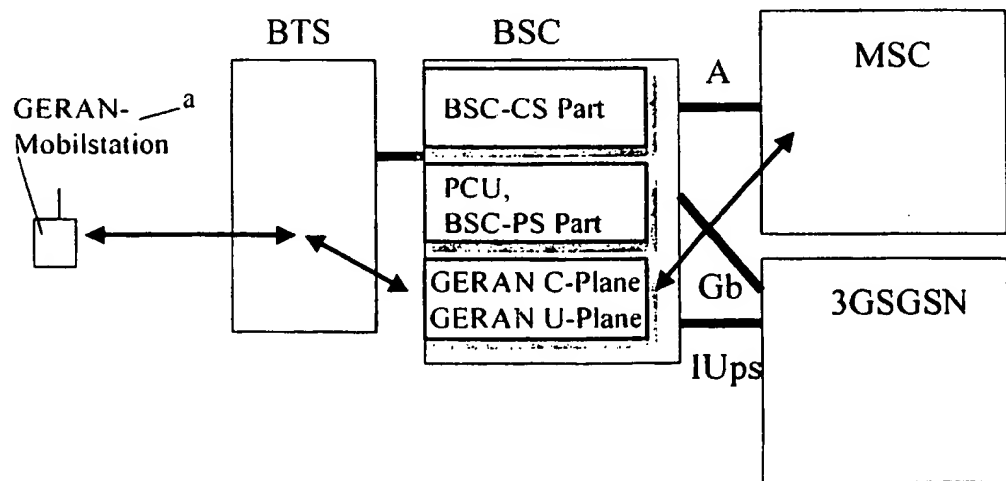 BTS
BSC
MSC
A
a
GERAN-
Mobilstation
BSC-CS Part
PCU,
BSC-PS Part
GERAN C-Plane
GERAN U-Plane
Gb
3GSGSN
IUps